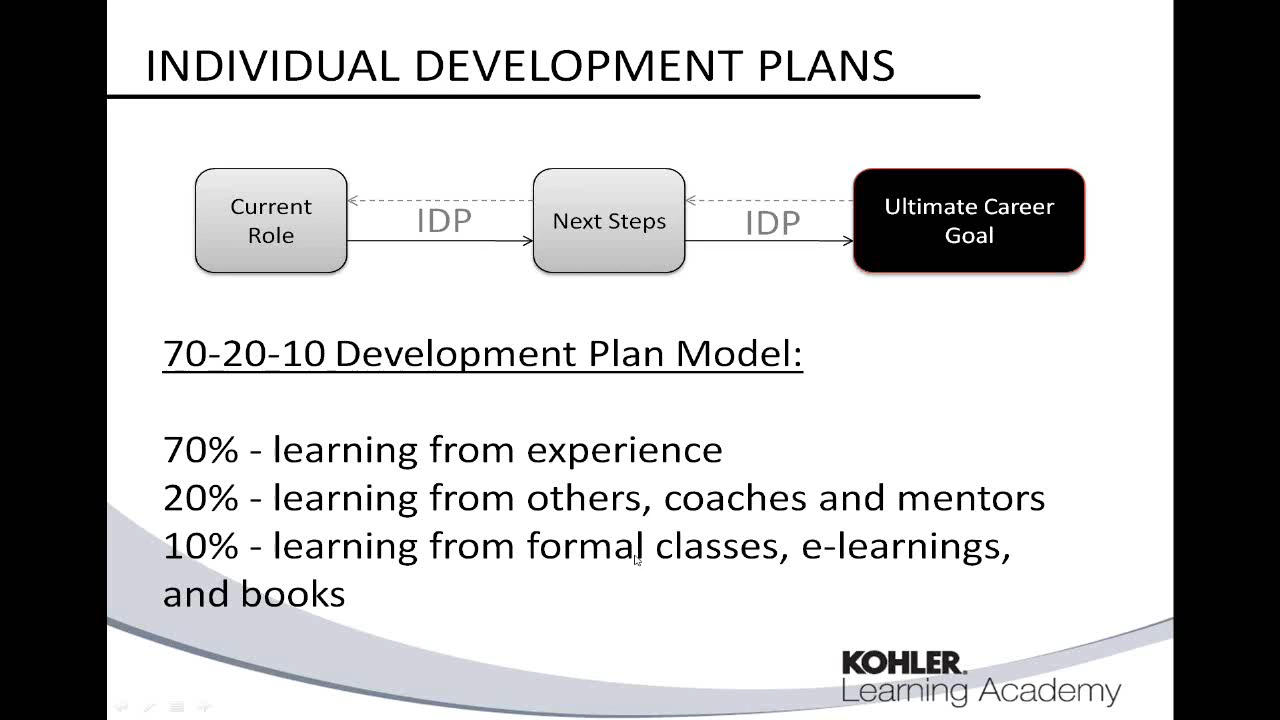 INDIVIDUAL DEVELOPMENT PLANS
Current
Role
IDP
Next Steps
IDP
Ultimate Career
Goal
70-20-10 Development Plan Model:
70% - learning from experience
20% - learning from others, coaches and mentors
10% - learning from formal classes, e-learnings,
and books
KOHLER.
Learning Academy